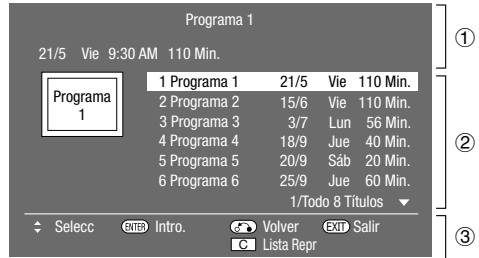 Programa 1
21/5 Vie 9:30 AM 110 Min.
Programa
1
1 Programa 1 21/5 Vie 110 Min.
2 Programa 2 15/6 Vie 110 Min.
3 Programa 3 3/7 Lun 56 Min.
4 Programa 4 18/9 Jue 40 Min.
5 Programa 5 20/9 Sáb 20 Min.
6 Programa 6 25/9 Jue 60 Min.
1/Todo 8 Títulos ▼
Selecc ENTER Intro. Volver EXIT Salir
C Lista Repr
①
②
③